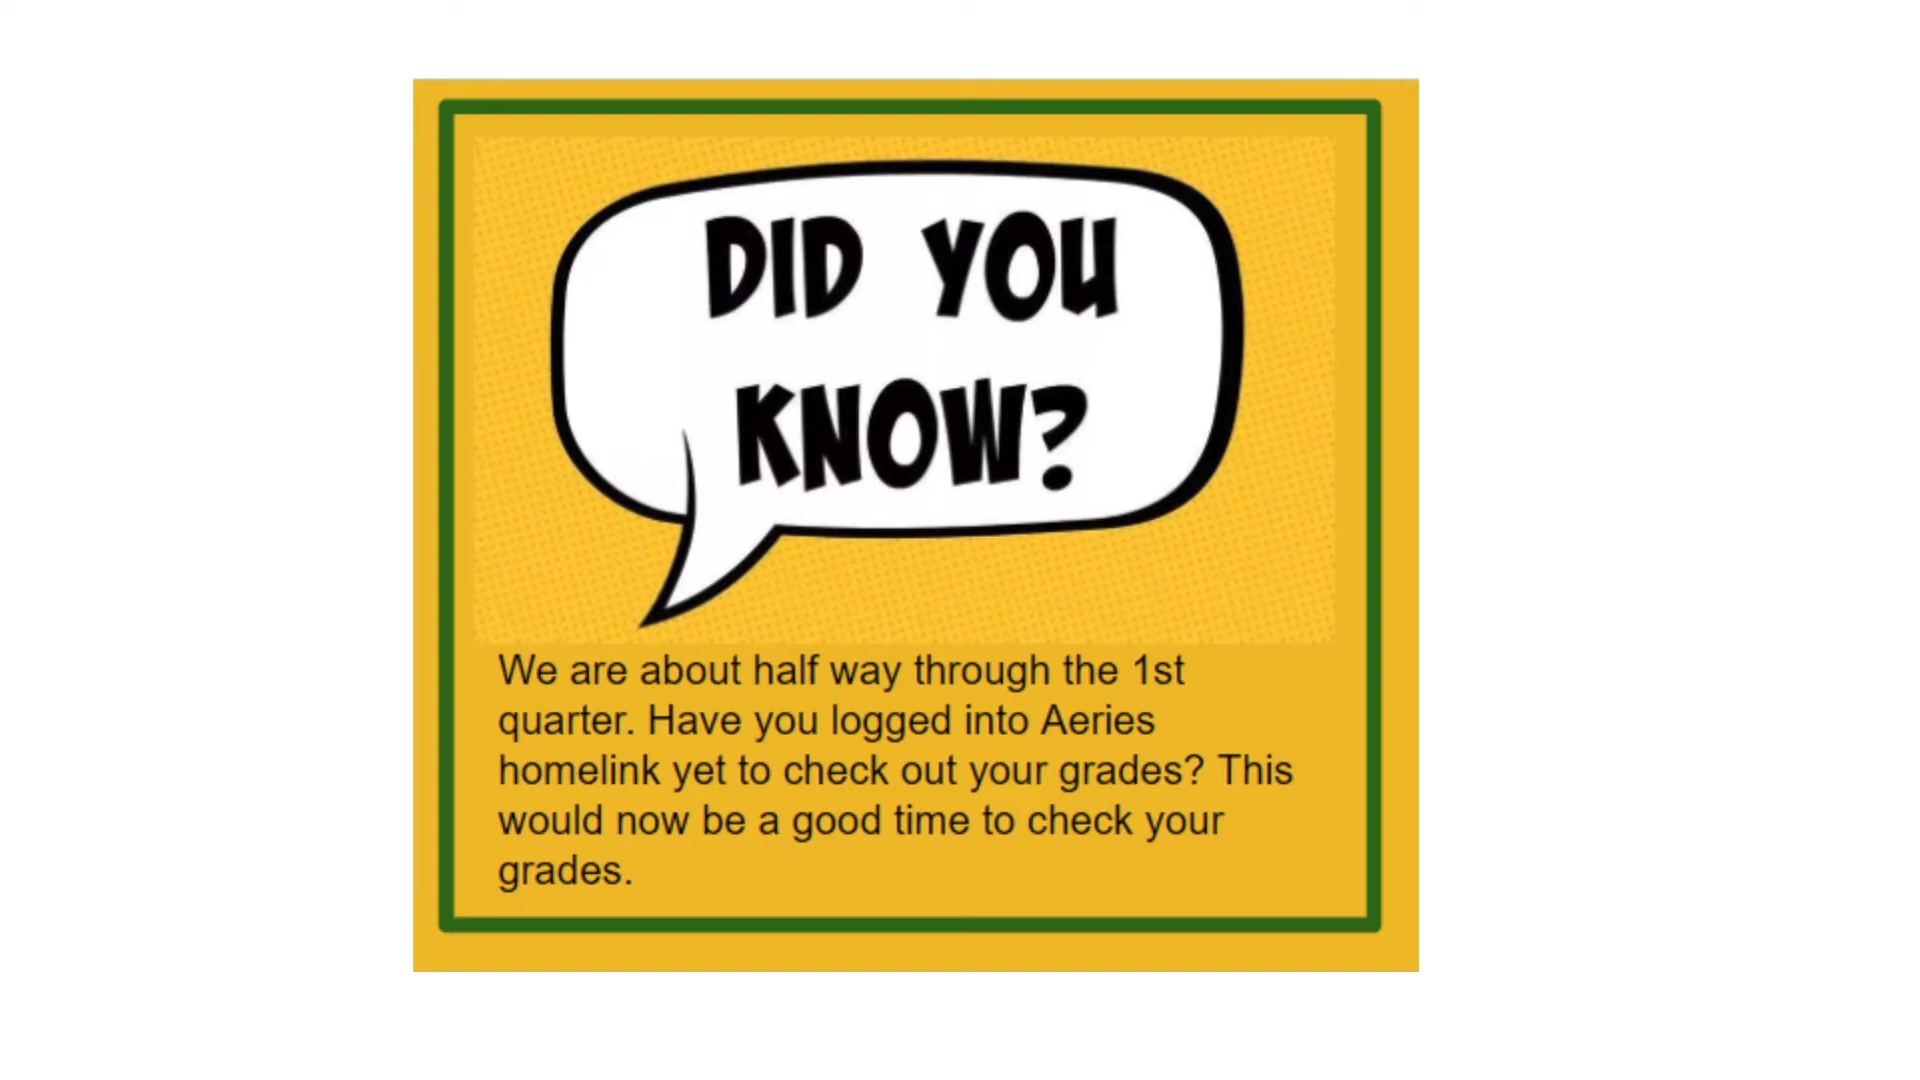 DID YOU
KNOW?
We are about half way through the 1st
quarter. Have you logged into Aeries
homelink yet to check out your grades? This
would now be a good time to check your
grades.